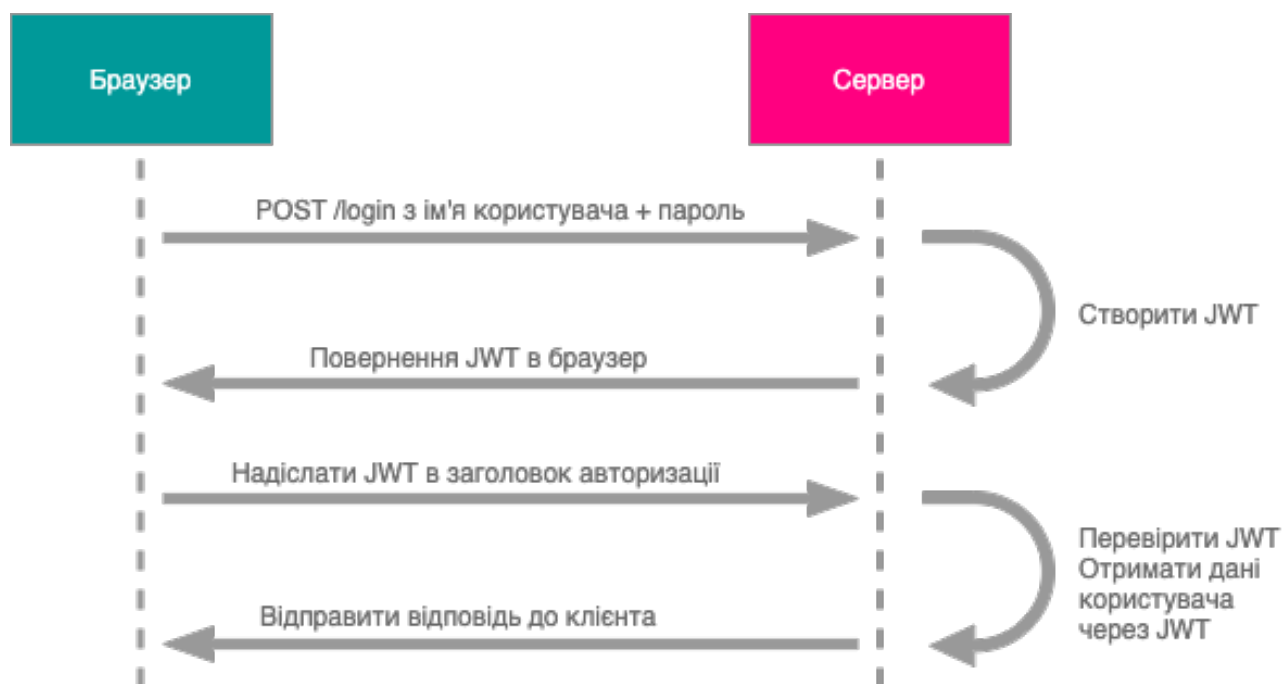 Браузер
Сервер
POST /login з ім'я користувача + пароль
Створити JWT
Повернення JWT в браузер
Надіслати JWT в заголовок авторизації
Перевірити JWT
Отримати дані
користувача
через JWT
Відправити відповідь до клієнта